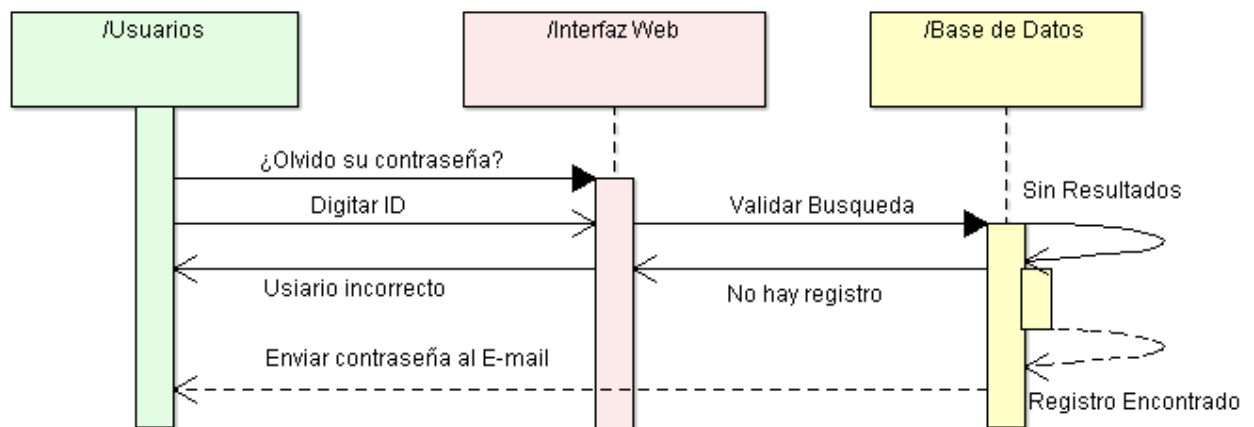 /Usuarios
/Interfaz Web
/Base de Datos
¿Olvido su contraseña?
Digitar ID
Validar Busqueda
Sin Resultados
Usiario incorrecto
No hay registro
Enviar contraseña al E-mail
Registro Encontrado